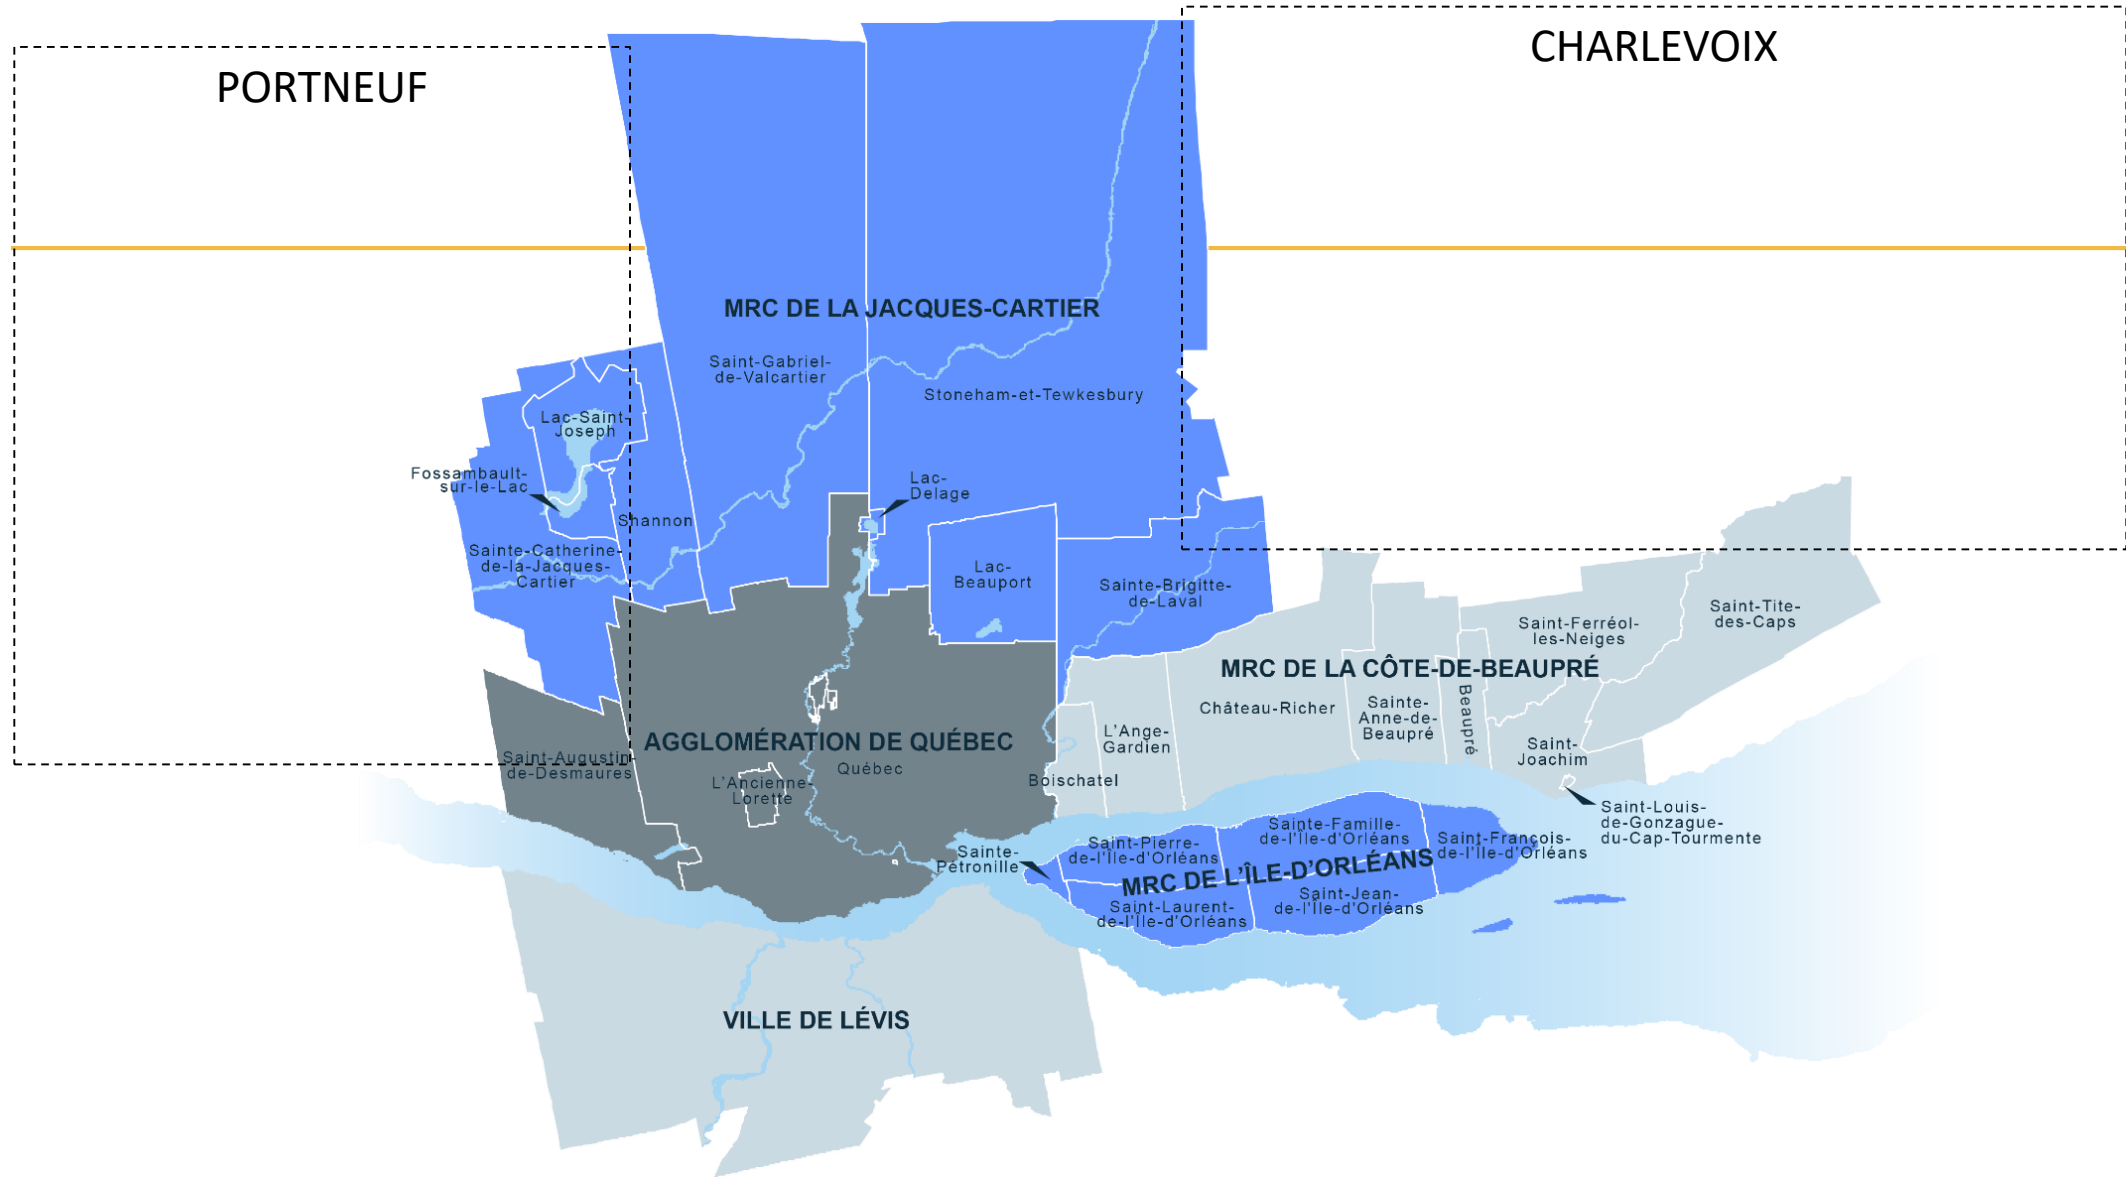 CHARLEVOIX
PORTNEUF
MRC DE LA JACQUES-CARTIER
Saint-Gabriel-
de-Valcartier
Stoneham-et-Tewkesbury
Lac-Saint-
Joseph
Fossambault-
sur-le-Lac
Lac-
Delage
Shannon
Sainte-Catherine-
de-la-Jacques-
Cartier
Lac-
Beauport
Sainte-Brigitte-
de-Laval
Saint-Tite-
des-Caps
Saint-Ferréol-
les-Neiges
MRC DE LA CÔTE-DE-BEAUPRÉ
Château-Richer
Sainte-
Anne-de-
Beaupré
Beaupré
L'Ange-
Gardien
Saint-
Joachim
AGGLOMÉRATION DE QUÉBEC
Québec
Saint-Augustin-
de-Desmaures
L'Ancienne-
Lorette
Boischatel
Saint-Louis-
de-Gonzague-
du-Cap-Tourmente
Sainte-
Pétronille
Saint-Pierre-
de-l'Île-d'Orléans
Sainte-Famille-
de-l'Île-d'Orléans
Saint-François-
de-l'Île-d'Orléans
MRC DE L'ÎLE-D'ORLÉANS
Saint-Laurent-
de-l'Île-d'Orléans
Saint-Jean-
de-l'Île-d'Orléans
VILLE DE LÉVIS